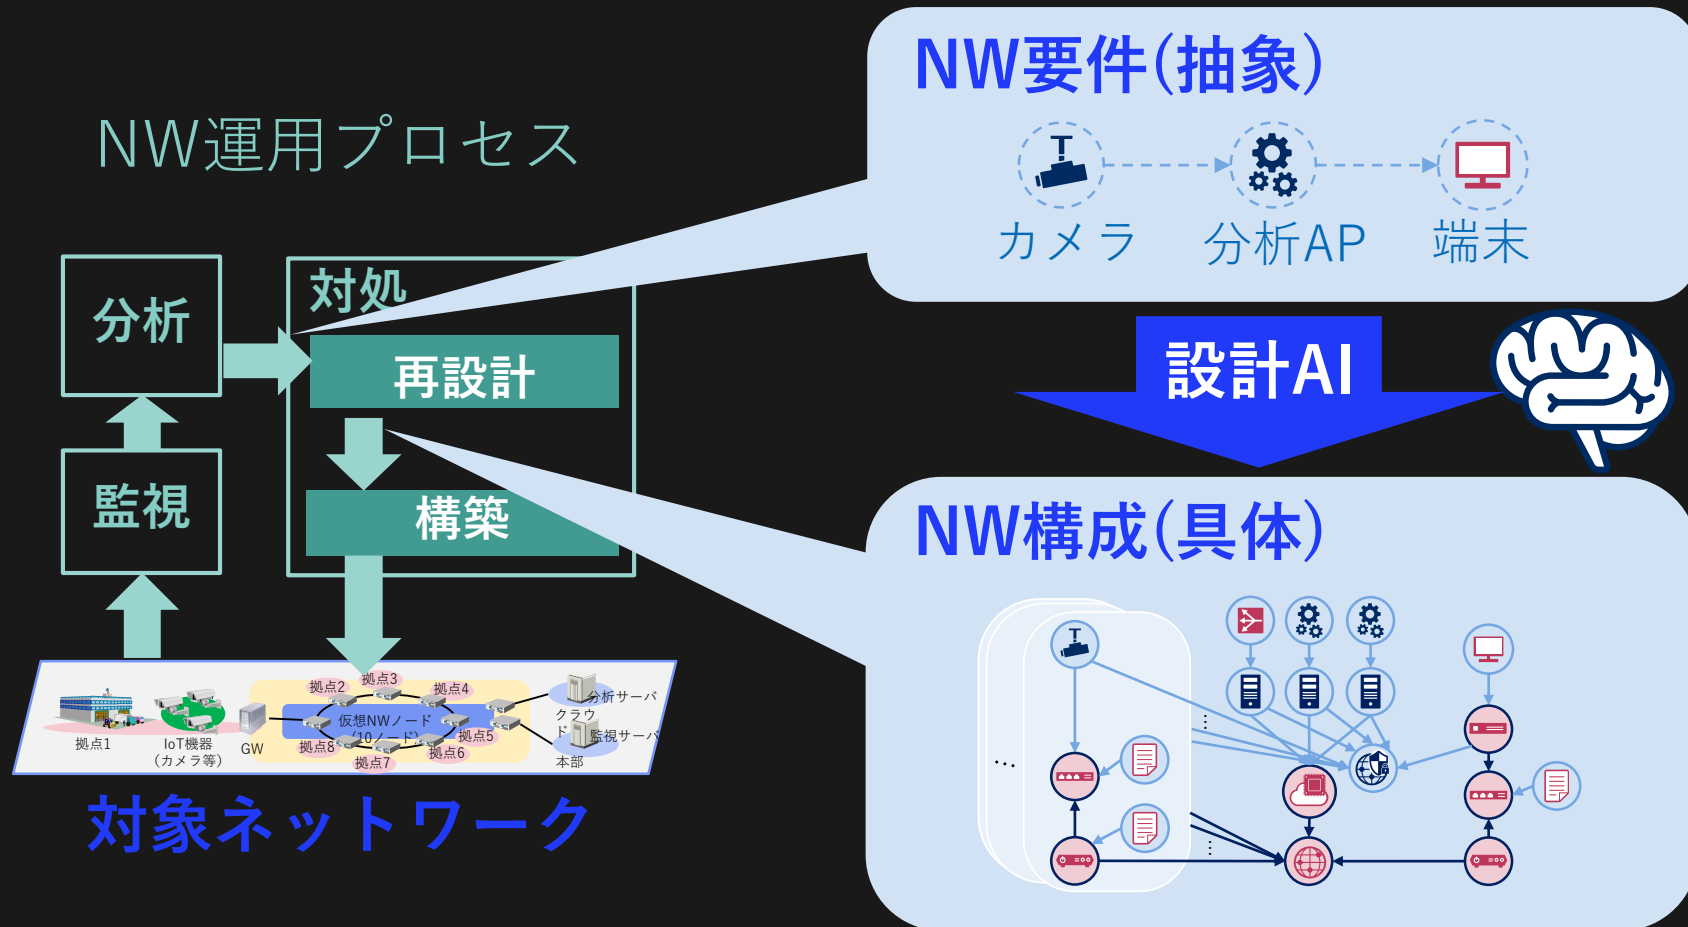 NW運用プロセス
分析
監視
対処
再設計
構築
拠点1
IoT機器
(カメラ等)
GW
拠点2
拠点3
拠点4
仮想NWノード
(10ノード)
拠点5
拠点6
拠点7
拠点8
分析サーバ
クラウ
ド
監視サーバ
本部
対象ネットワーク
NW要件(抽象)
カメラ
分析AP
端末
設計AI
NW構成(具体)
…
⋮
⋮